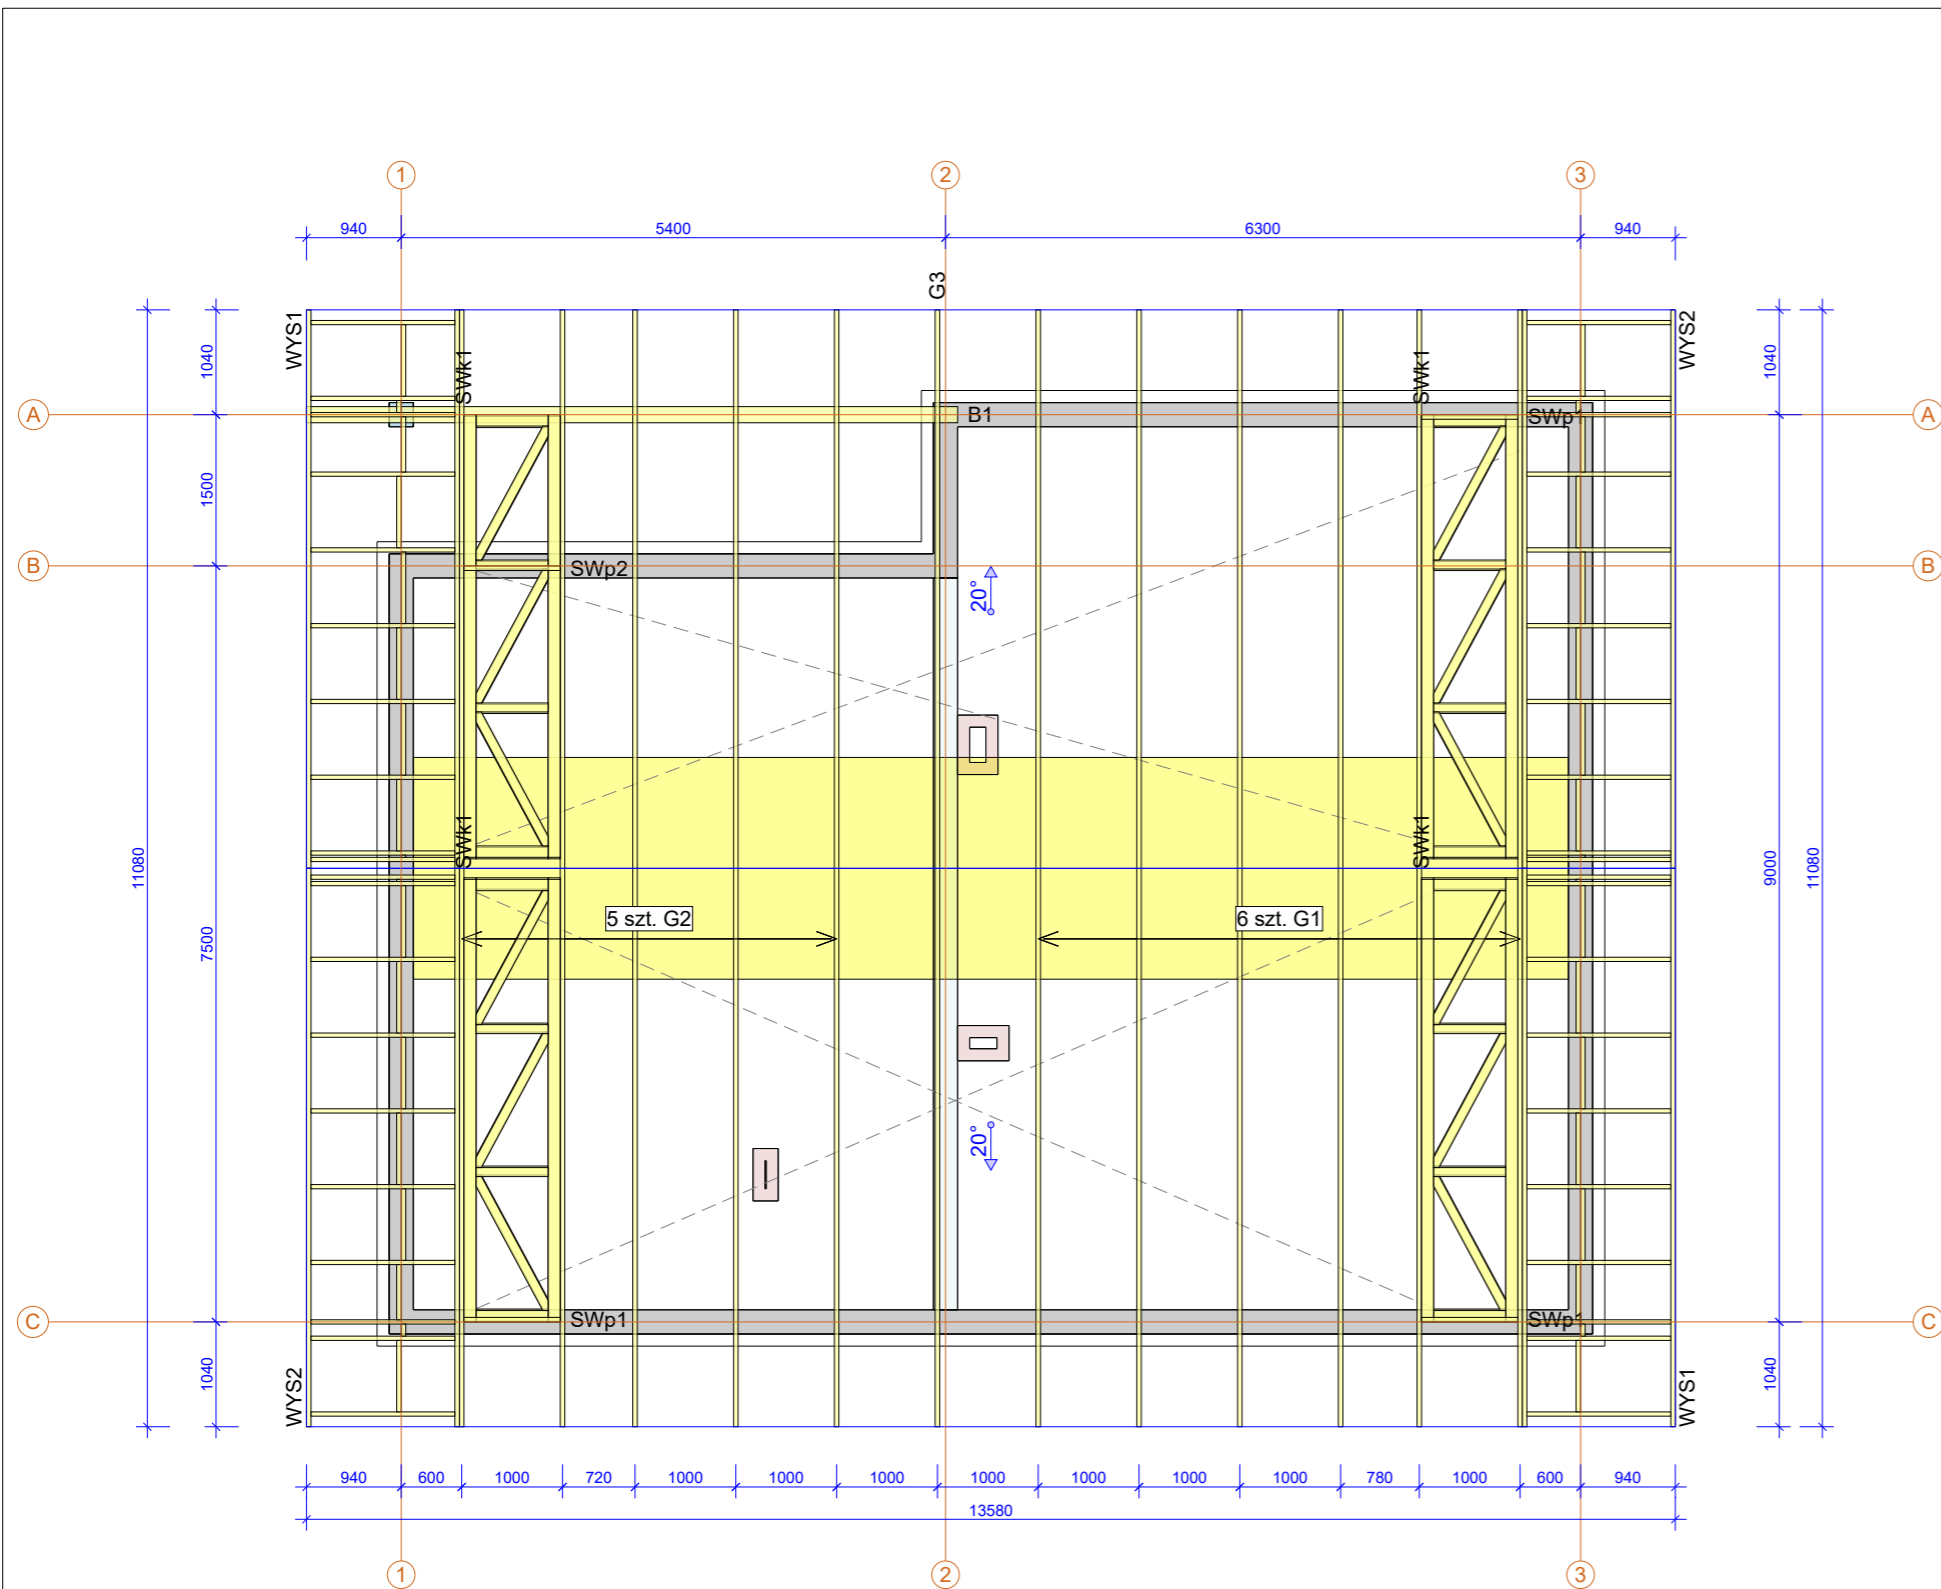 1 2 3
940 5400 6300 940
G3
WYS1 WYS2
1040 SWk1 SWk1 1040
A B1 SWp1 A
1500
B SWp2 B
20°
SWk1 SWk1
11080 7500 9000 11080
5 szt. G2 6 szt. G1
20°
C SWp1 SWp1 C
1040 1040
WYS2 WYS1
940 600 1000 720 1000 1000 1000 1000 1000 1000 1000 780 1000 600 940
13580
1 2 3